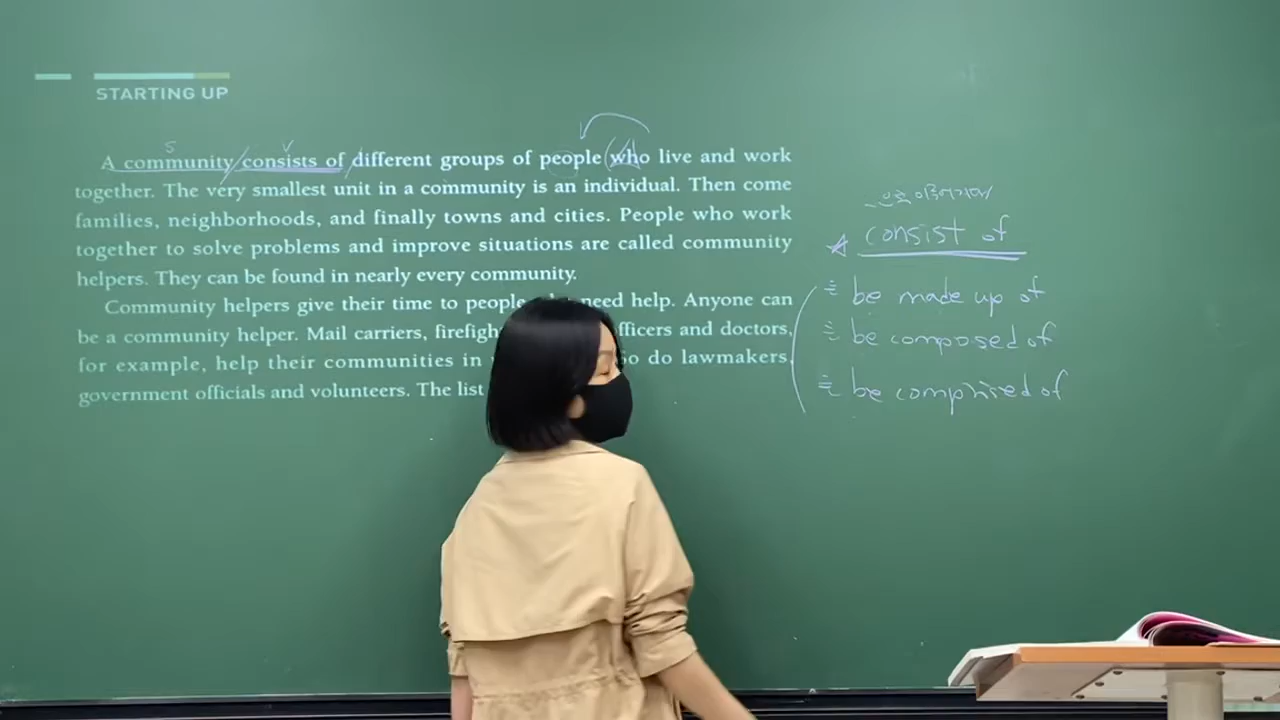 STARTING UP
S V
A community consists of different groups of people who live and work
together. The very smallest unit in a community is an individual. Then come
families, neighborhoods, and finally towns and cities. People who work
together to solve problems and improve situations are called community
helpers. They can be found in nearly every community.
Community helpers give their time to people need help. Anyone can
be a community helper. Mail carriers, and doctors,
for example, help their communities in So do lawmakers,
government officials and volunteers. The list
consist of
= be made up of
= be composed of
= be comprised of